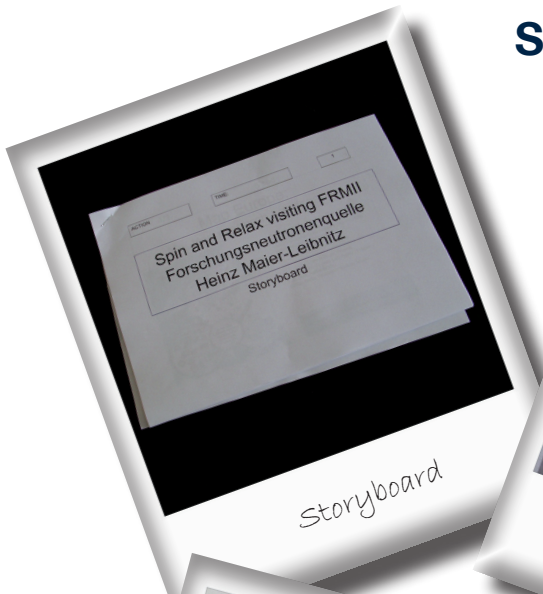 S
ACTION
TIME
1
Spin and Relax visiting FRMII
Forschungsneutronenquelle
Heinz Maier-Leibnitz
Storyboard
Storyboard